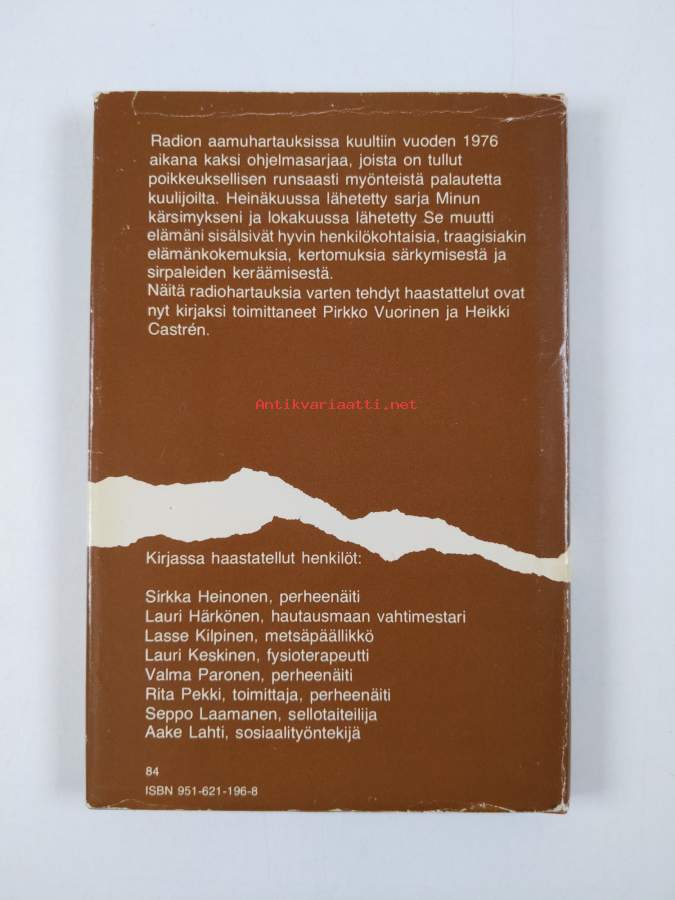 Radion aamuhartauksissa kuultiin vuoden 1976
aikana kaksi ohjelmasarjaa, joista on tullut
poikkeuksellisen runsaasti myönteistä palautetta
kuulijoilta. Heinäkuussa lähetetty sarja Minun
kärsimykseni ja lokakuussa lähetetty Se muutti
elämäni sisälsivät hyvin henkilökohtaisia, traagisiakin
elämänkokemuksia, kertomuksia särkymisestä ja
sirpaleiden keräämisestä.
Näitä radiohartauksia varten tehdyt haastattelut ovat
nyt kirjaksi toimittaneet Pirkko Vuorinen ja Heikki
Castrén.
Antikvariaatti.net
Kirjassa haastatellut henkilöt:
Sirkka Heinonen, perheenäiti
Lauri Härkönen, hautausmaan vahtimestari
Lasse Kilpinen, metsäpäällikkö
Lauri Keskinen, fysioterapeutti
Valma Paronen, perheenäiti
Rita Pekki, toimittaja, perheenäiti
Seppo Laamanen, sellotaiteilija
Aake Lahti, sosiaalityöntekijä
84
ISBN 951-621-196-8